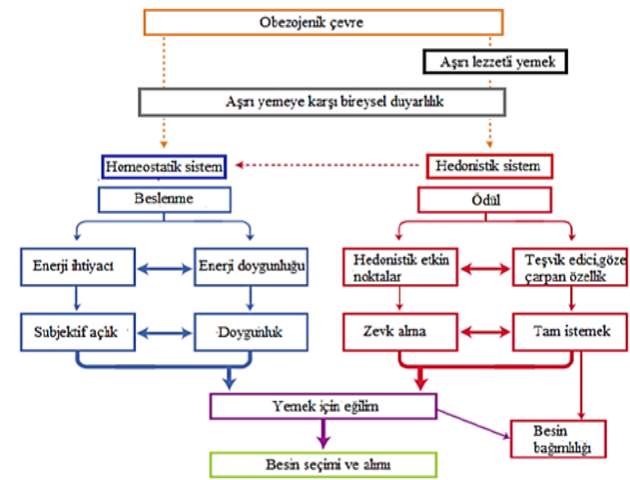 Obezojenik çevre
Aşırı lezzetli yemek
Aşırı yemeye karşı bireysel duyarlılık
Homeostatik sistem
Hedonistik sistem
Beslenme
Ödül
Enerji ihtiyacı
Enerji doygunluğu
Hedonistik etkin
noktalar
Teşvik edici,göze
çarpan özellik
Subjektif açlık
Doygunluk
Zevk alma
Tam istemek
Yemek için eğilim
Besin
bağımlılığı
Besin seçimi ve alımı